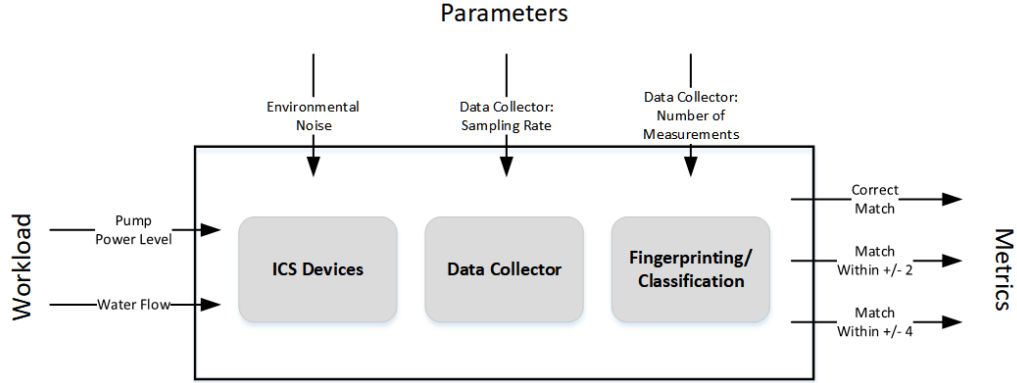 Parameters
Environmental
Noise
Data Collector:
Sampling Rate
Data Collector:
Number of
Measurements
Workload
Pump
Power Level
Water Flow
ICS Devices
Data Collector
Fingerprinting/
Classification
Correct
Match
Match
Within +/- 2
Match
Within +/- 4
Metrics